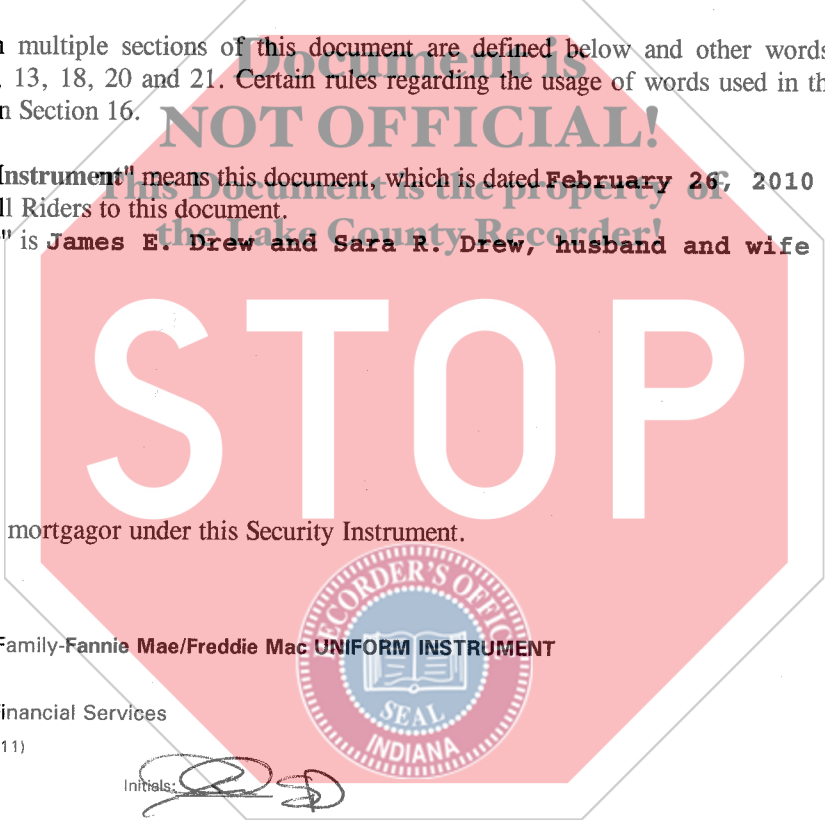 multiple sections of this document are defined below and other words
, 13, 18, 20 and 21. Certain rules regarding the usage of words used in th
n Section 16.
Instrument" means this document, which is dated February 26, 2010
ll Riders to this document.
" is James E. Drew and Sara R. Drew, husband and wife
Document is
NOT OFFICIAL!
This Document is the property of
the Lake County Recorder!
STOP
mortgagor under this Security Instrument.
RECORDER'S OFFIC
SEAL
INDIANA
Family-Fannie Mae/Freddie Mac UNIFORM INSTRUMENT
inancial Services
11)
Initials: